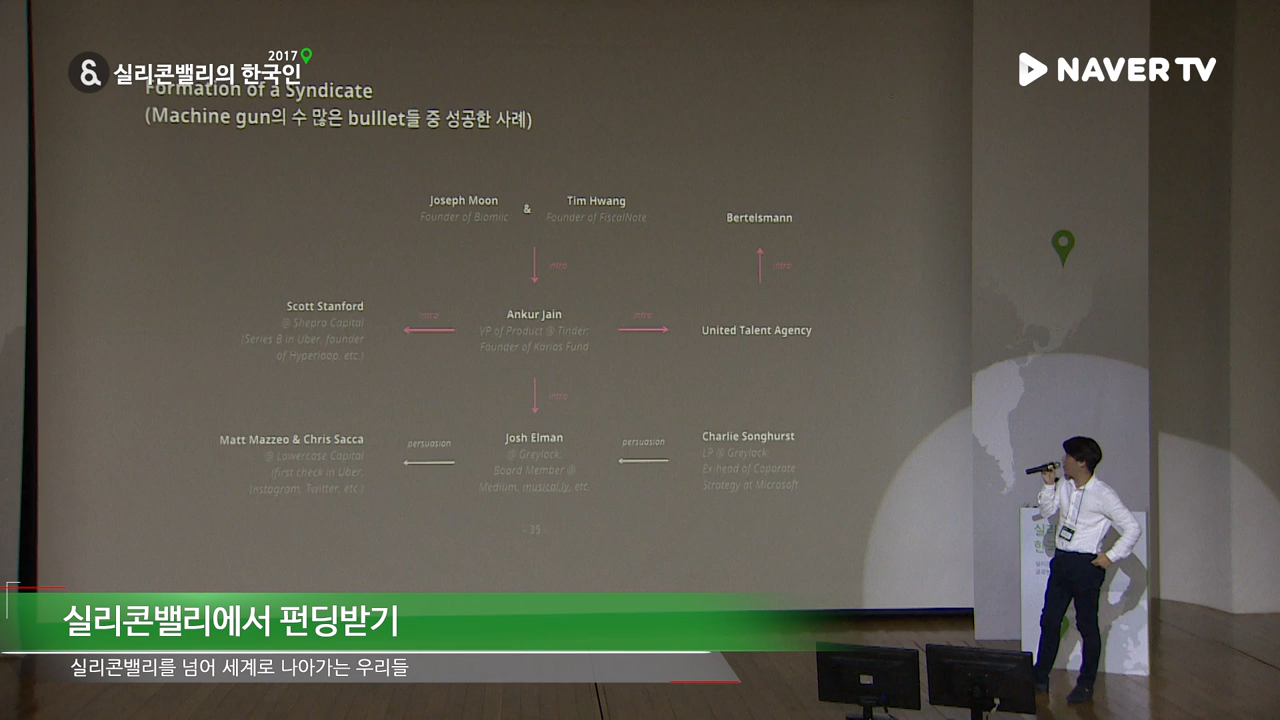 2017
실리콘밸리의 한국인
NAVER TV
Formation of a Syndicate
(Machine gun의 수 많은 bulllet들 중 성공한 사례)
Joseph Moon
Founder of Biomiic
&
Tim Hwang
Founder of FiscalNote
Bertelsmann
intro
intro
Scott Stanford
@ Sherpa Capital
(Series B in Uber, founder
of Hyperloop, etc.)
intro
Ankur Jain
VP of Product @ Tinder,
Founder of Kairos Fund
intro
United Talent Agency
intro
Matt Mazzeo & Chris Sacca
@ Lowercase Capital
(first check in Uber,
Instagram, Twitter, etc.)
persuasion
Josh Elman
@ Greylock,
Board Member @
Medium, musical.ly, etc.
persuasion
Charlie Songhurst
LP @ Greylock
Ex-head of Coporate
Strategy at Microsoft
- 35 -
실리콘밸리에서 펀딩받기
실리콘밸리를 넘어 세계로 나아가는 우리들